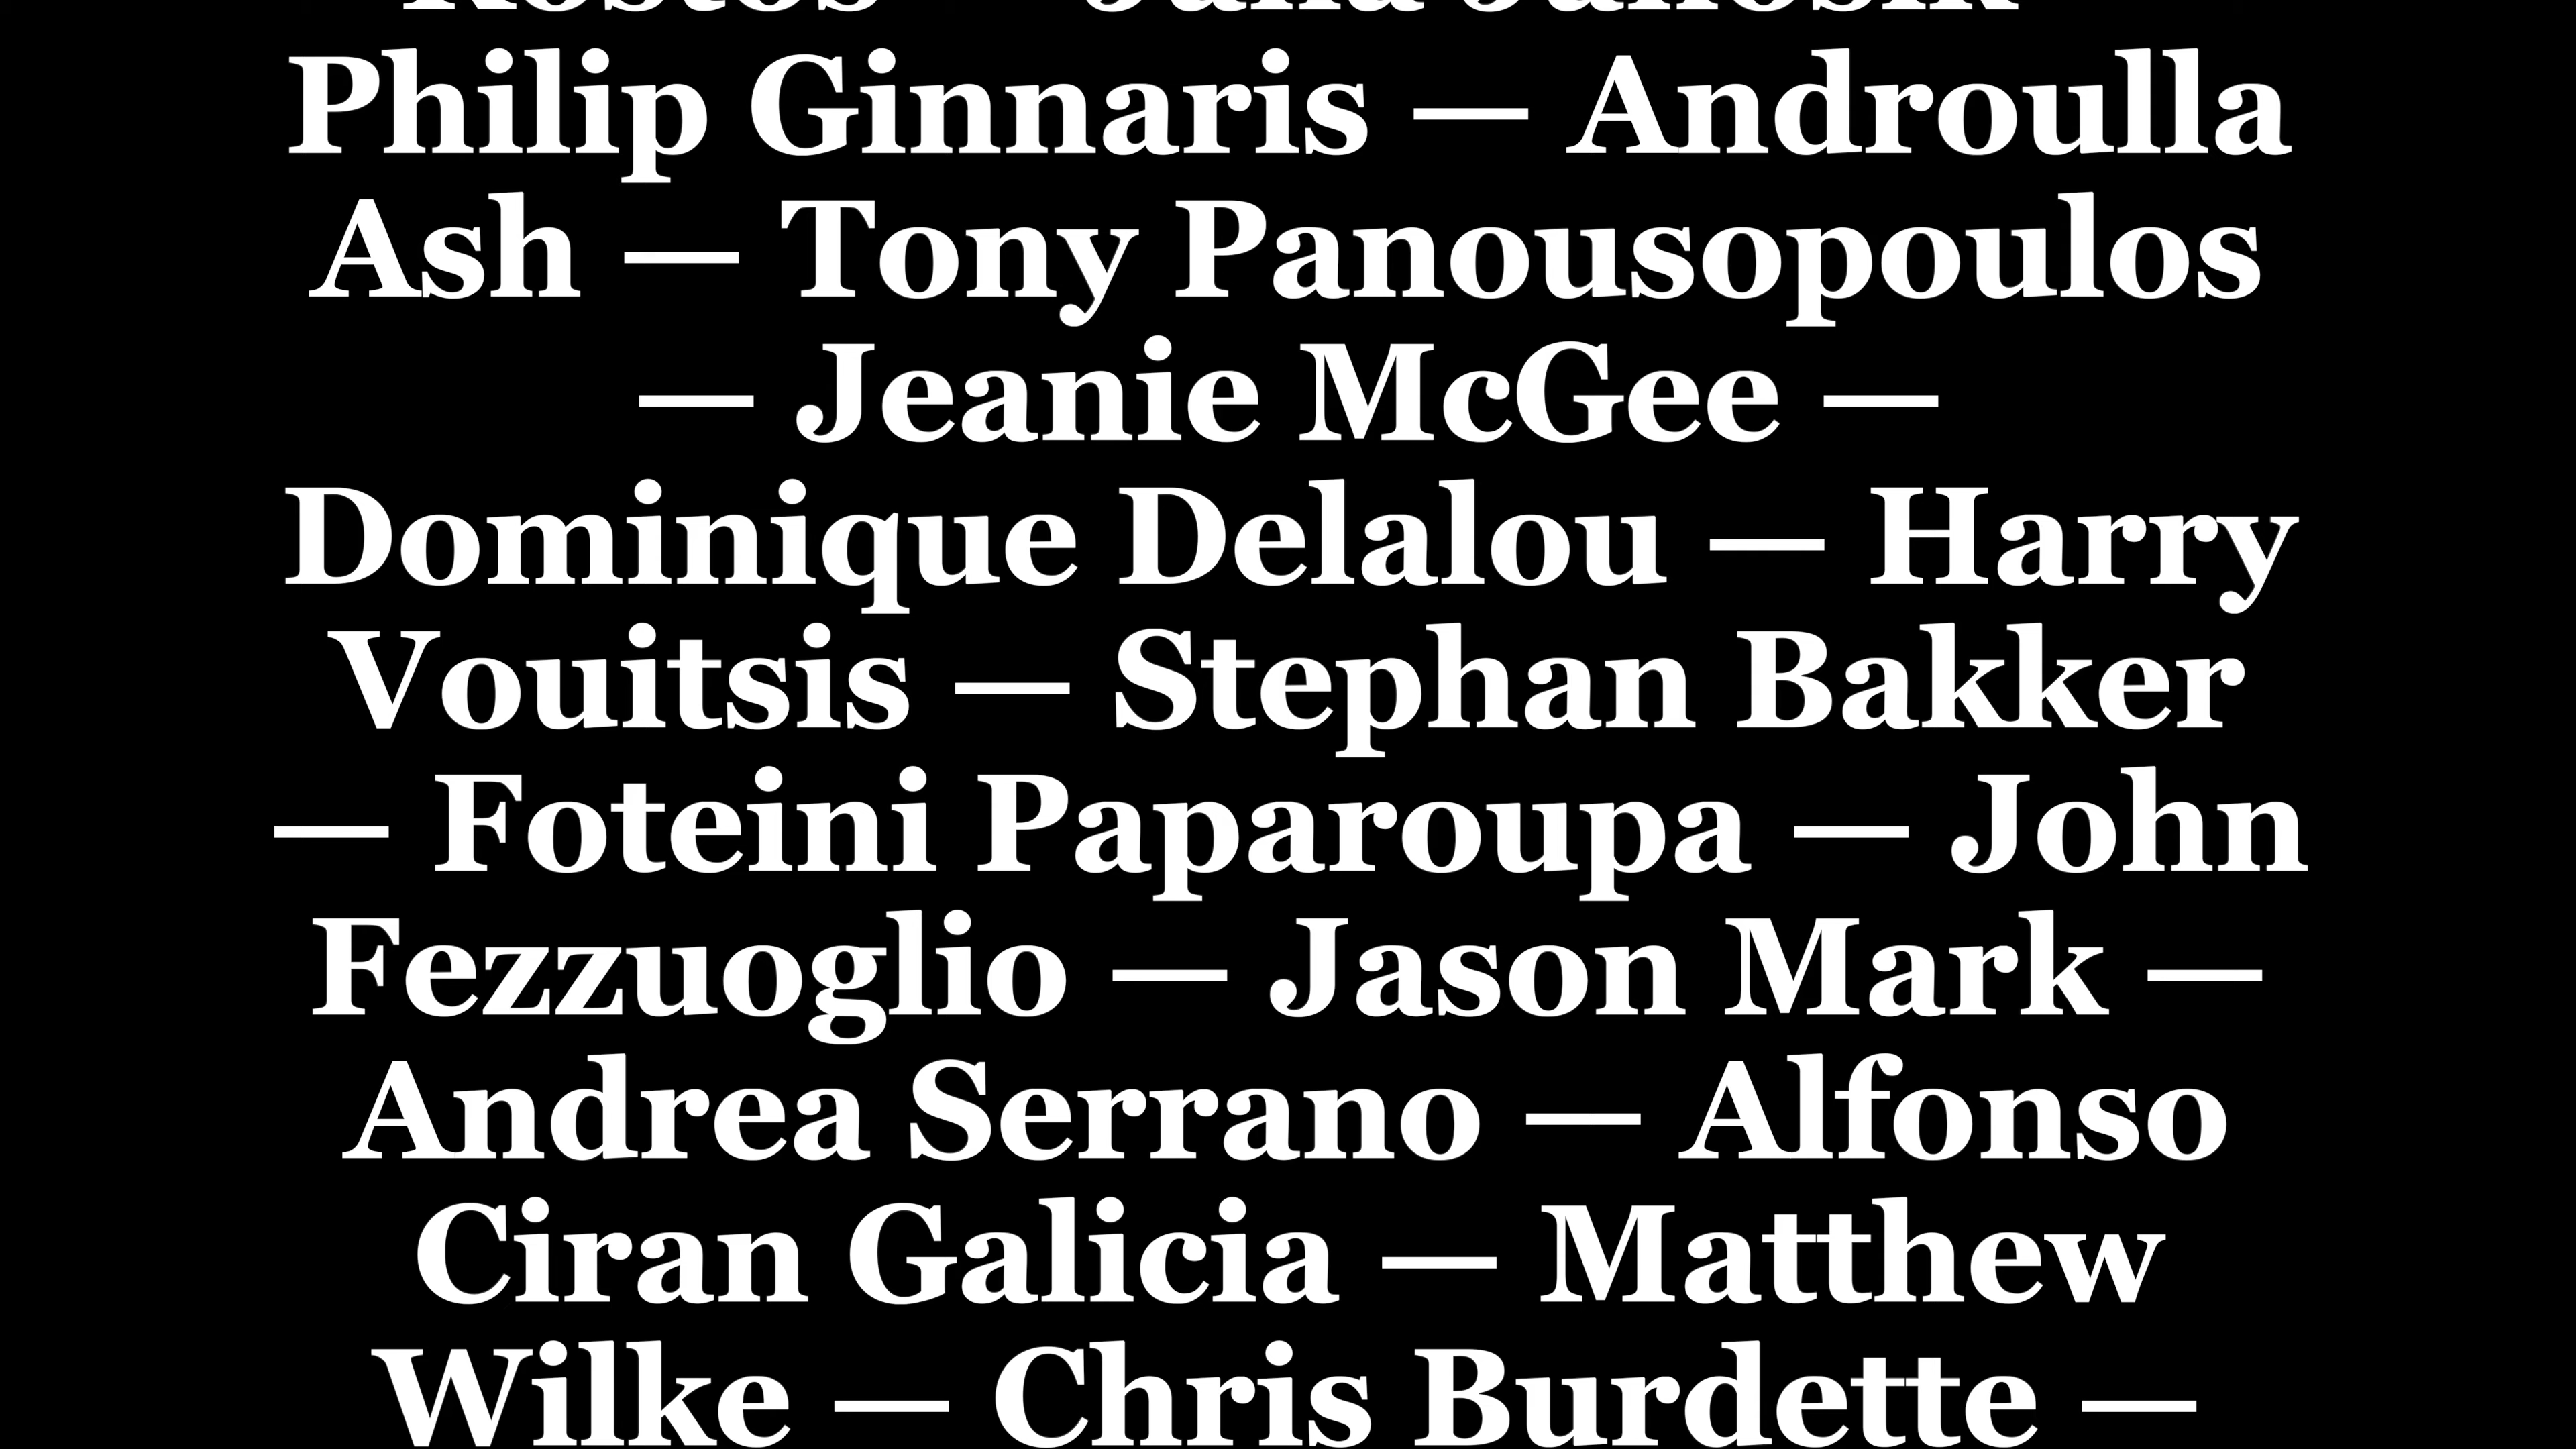 Philip Ginnaris — Androulla
Ash — Tony Panousopoulos
— Jeanie McGee —
Dominique Delalou — Harry
Vouitsis — Stephan Bakker
— Foteini Paparoupa — John
Fezzuoglio — Jason Mark —
Andrea Serrano — Alfonso
Ciran Galicia — Matthew
Wilke — Chris Burdette —